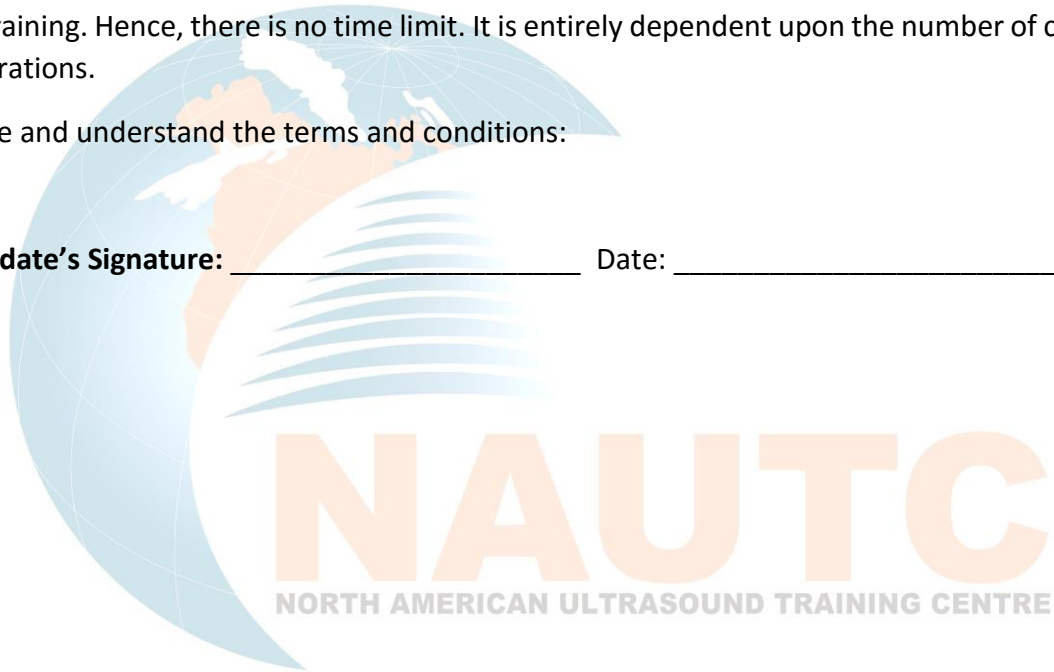 raining. Hence, there is no time limit. It is entirely dependent upon the number of c
rations.
e and understand the terms and conditions:
date’s Signature: ______________________ Date: ________________________
NAUTC
NORTH AMERICAN ULTRASOUND TRAINING CENTRE